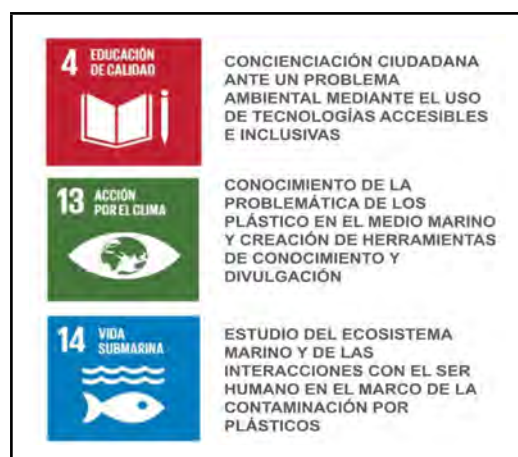 4 EDUCACIÓN
DE CALIDAD
CONCIENCIACIÓN CIUDADANA
ANTE UN PROBLEMA
AMBIENTAL MEDIANTE EL USO
DE TECNOLOGÍAS ACCESIBLES
E INCLUSIVAS
13 ACCIÓN
POR EL CLIMA
CONOCIMIENTO DE LA
PROBLEMÁTICA DE LOS
PLÁSTICO EN EL MEDIO MARINO
Y CREACIÓN DE HERRAMIENTAS
DE CONOCIMIENTO Y
DIVULGACIÓN
14 VIDA
SUBMARINA
ESTUDIO DEL ECOSISTEMA
MARINO Y DE LAS
INTERACCIONES CON EL SER
HUMANO EN EL MARCO DE LA
CONTAMINACIÓN POR
PLÁSTICOS